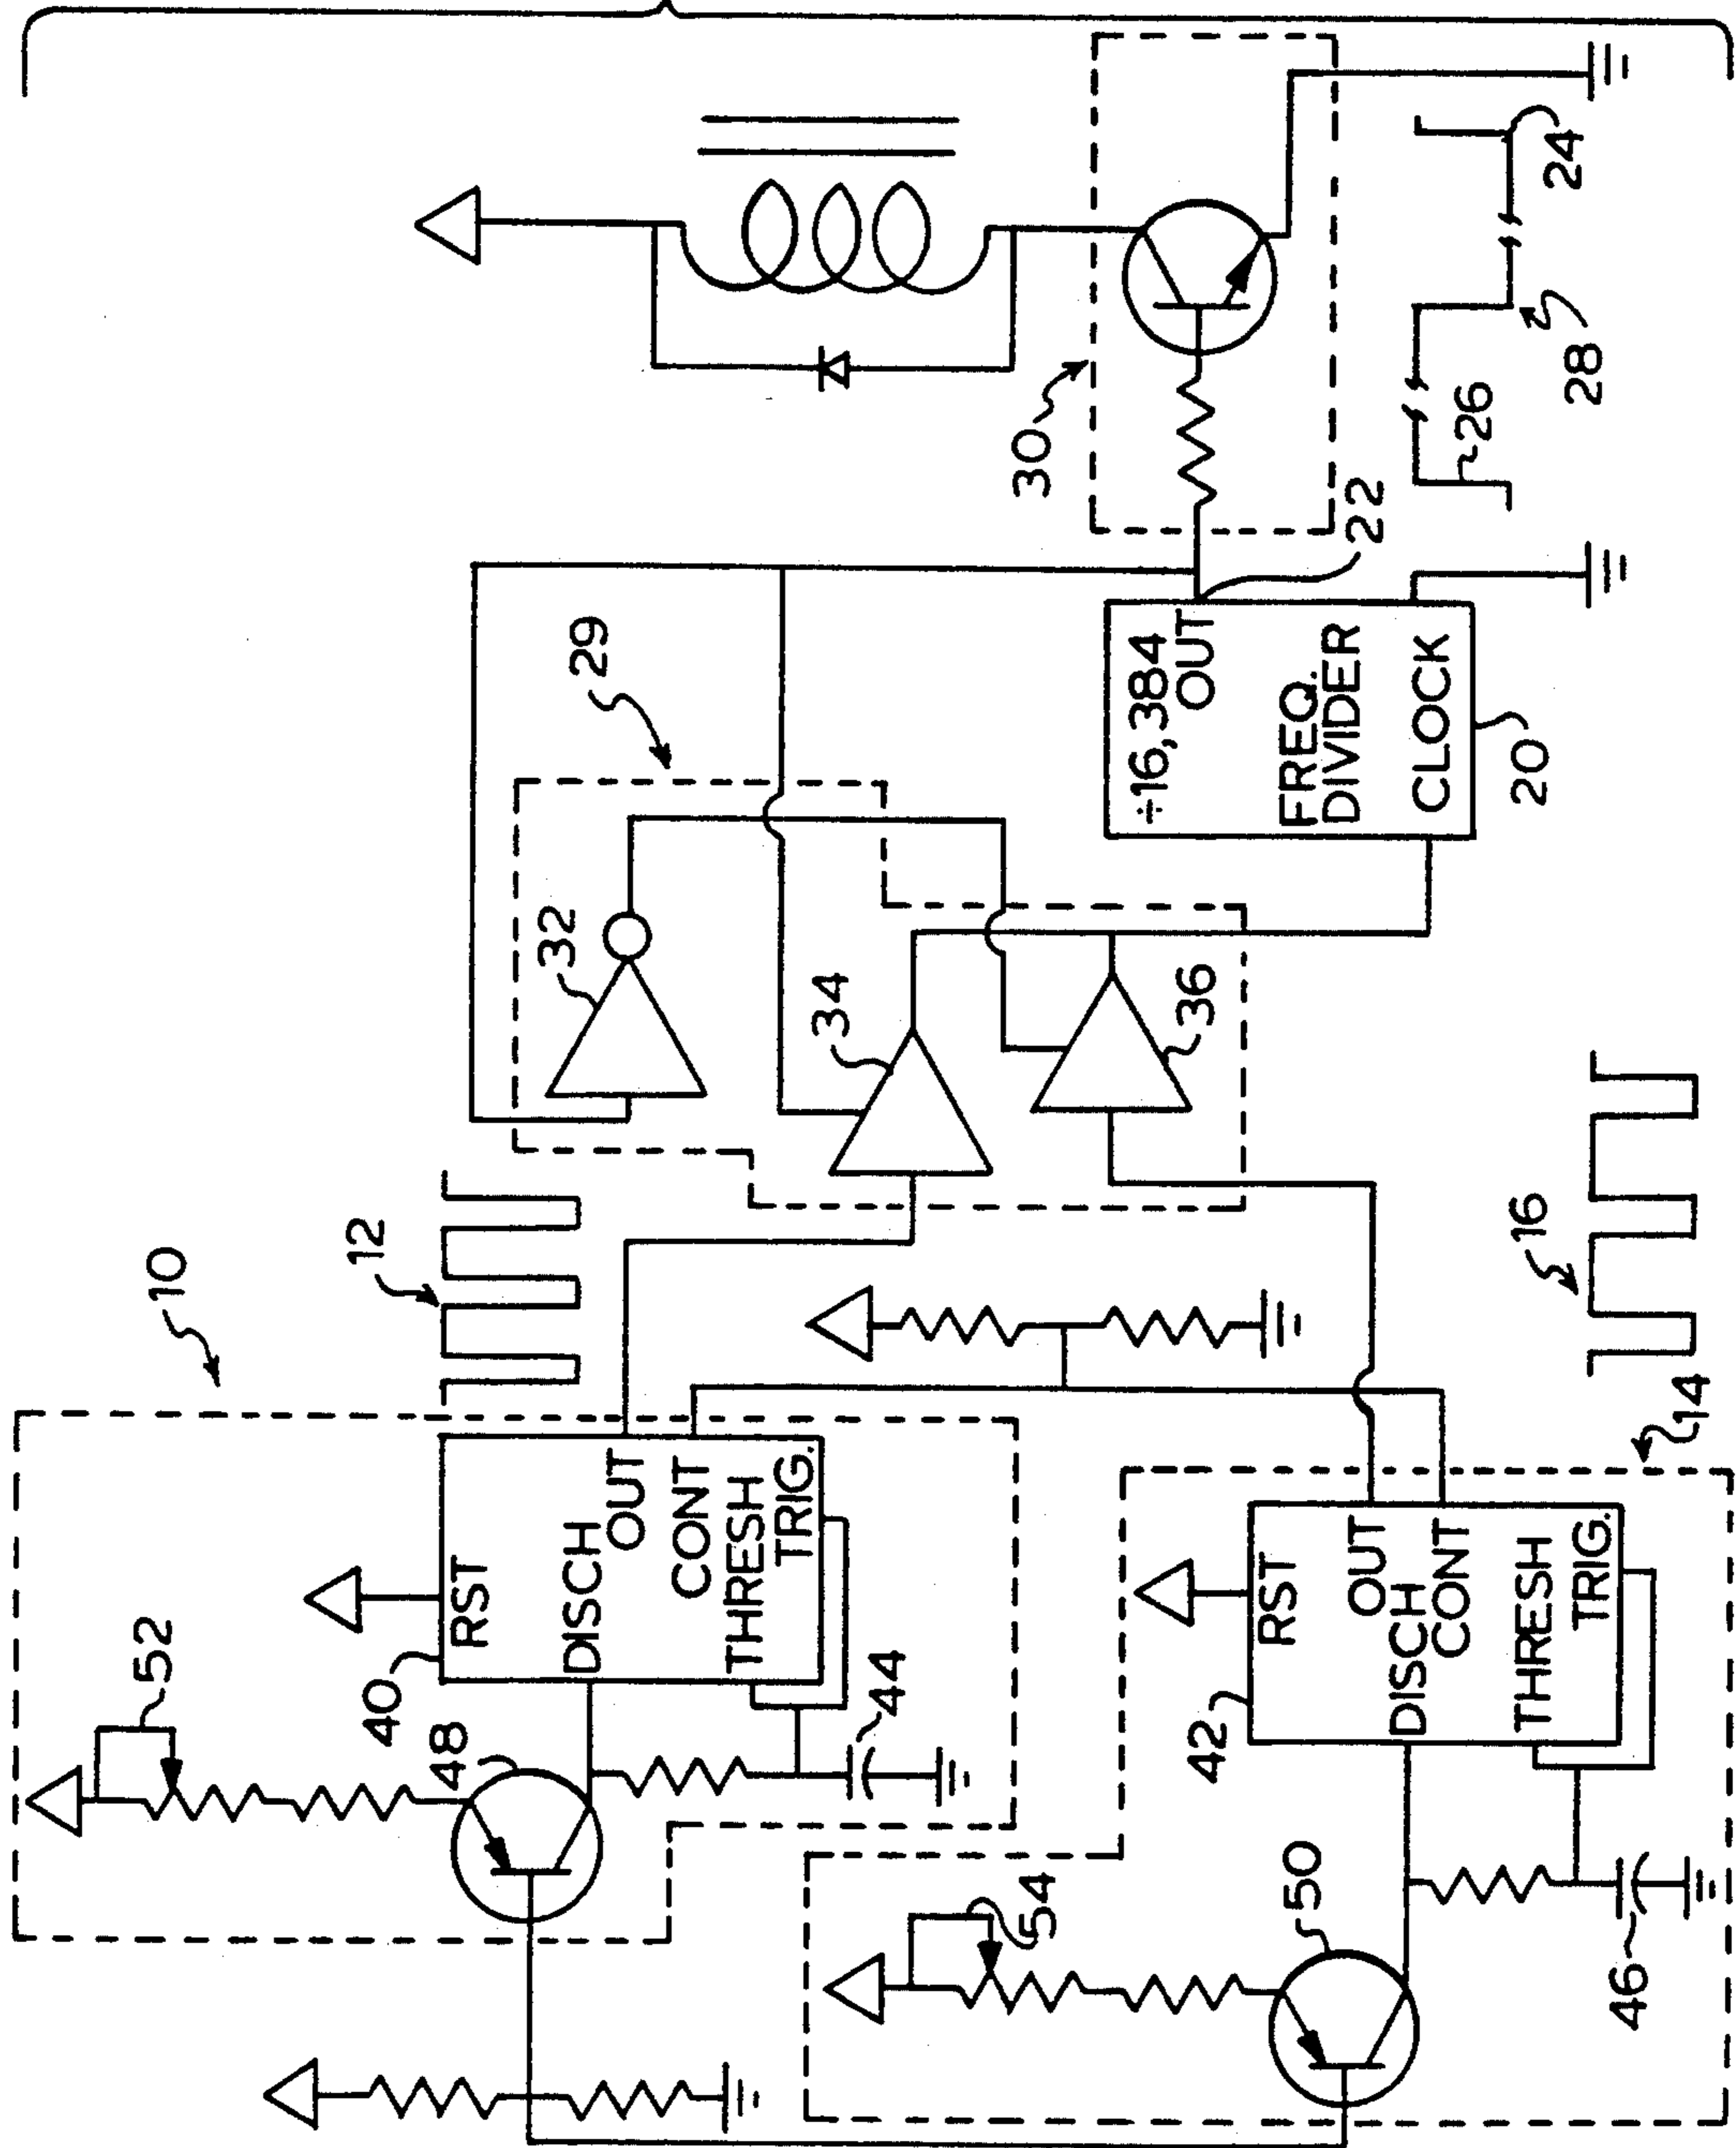 10
12
52
40
RST
DISCH
OUT
CONT
THRESH
TRIG.
48
44
32
29
34
36
÷16,384
OUT
FREQ.
DIVIDER
CLOCK
20
22
30
26
28
24
54
50
42
RST
OUT
DISCH
CONT
THRESH
TRIG.
46
14
16